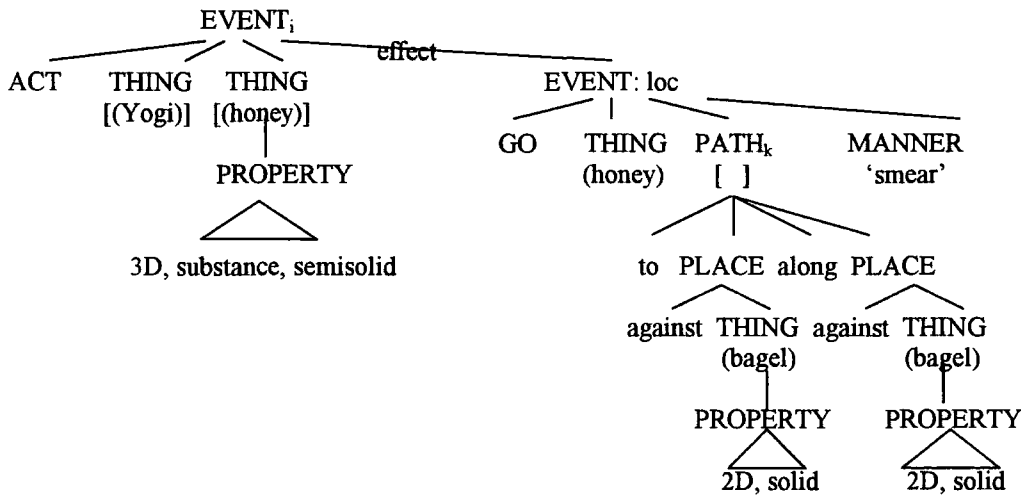 EVENTi
effect
ACT THING THING EVENT: loc
[(Yogi)] [(honey)]
GO THING PATHk MANNER
(honey) [ ] 'smear'
PROPERTY
3D, substance, semisolid to PLACE along PLACE
against THING against THING
(bagel) (bagel)
PROPERTY PROPERTY
2D, solid 2D, solid